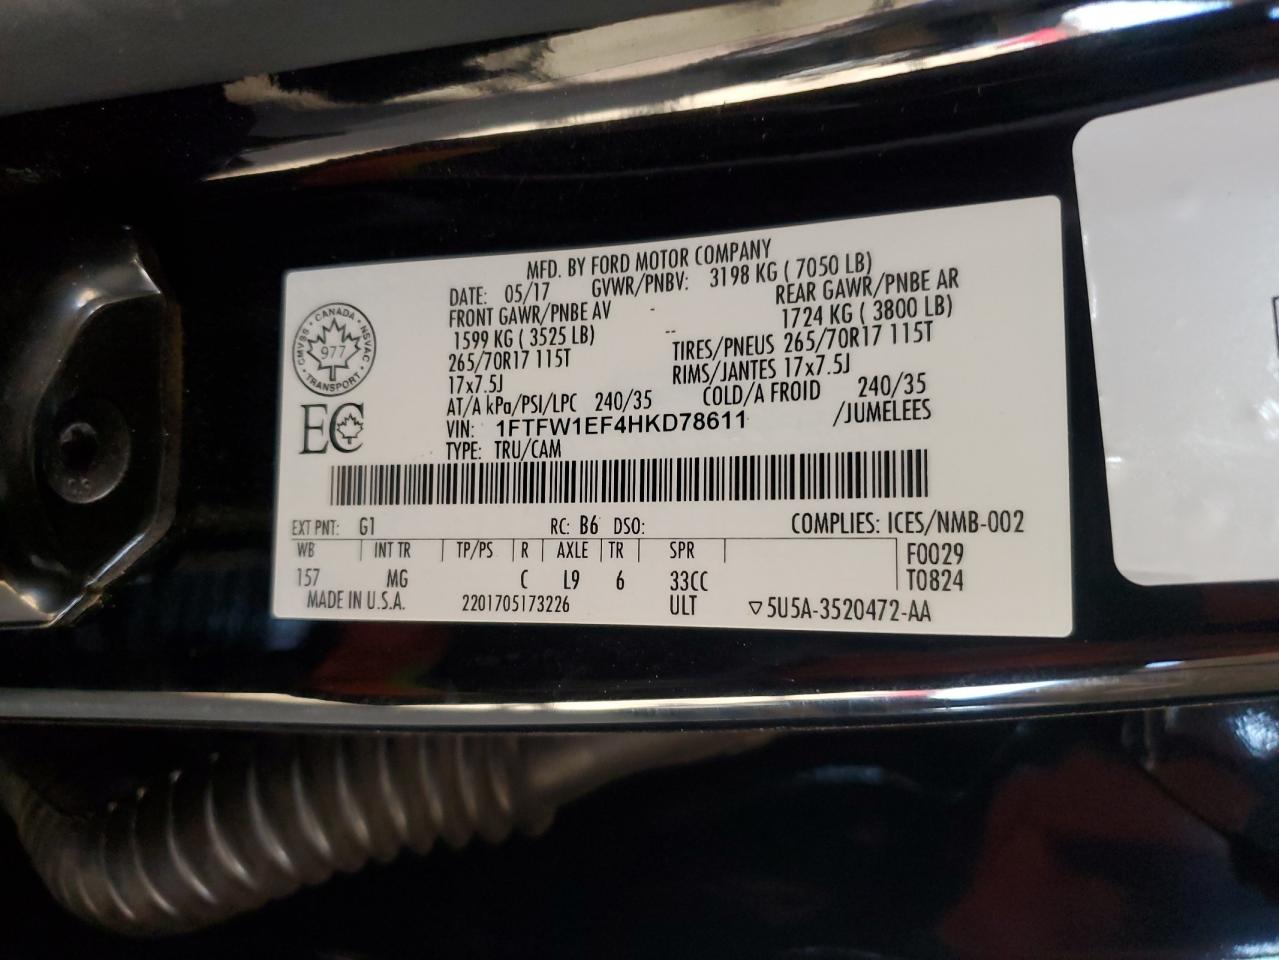 MFD. BY FORD MOTOR COMPANY
DATE: 05/17 GVWR/PNBV: 3198 KG ( 7050 LB)
FRONT GAWR/PNBE AV - REAR GAWR/PNBE AR
1599 KG ( 3525 LB) -- 1724 KG ( 3800 LB)
265/70R17 115T TIRES/PNEUS 265/70R17 115T
17x7.5J RIMS/JANTES 17x7.5J
AT/A kPa/PSI/LPC 240/35 COLD/A FROID 240/35
VIN: 1FTFW1EF4HKD78611 /JUMELEES
TYPE: TRU/CAM
CANADA
CMVSS 977 NSVAC
TRANSPORT
EC
EXT PNT: G1 RC: B6 DSO: COMPLIES: ICES/NMB-002
WB INT TR TP/PS R AXLE TR SPR F0029
157 MG C L9 6 33CC T0824
MADE IN U.S.A. 2201705173226 ULT ▽5U5A-3520472-AA